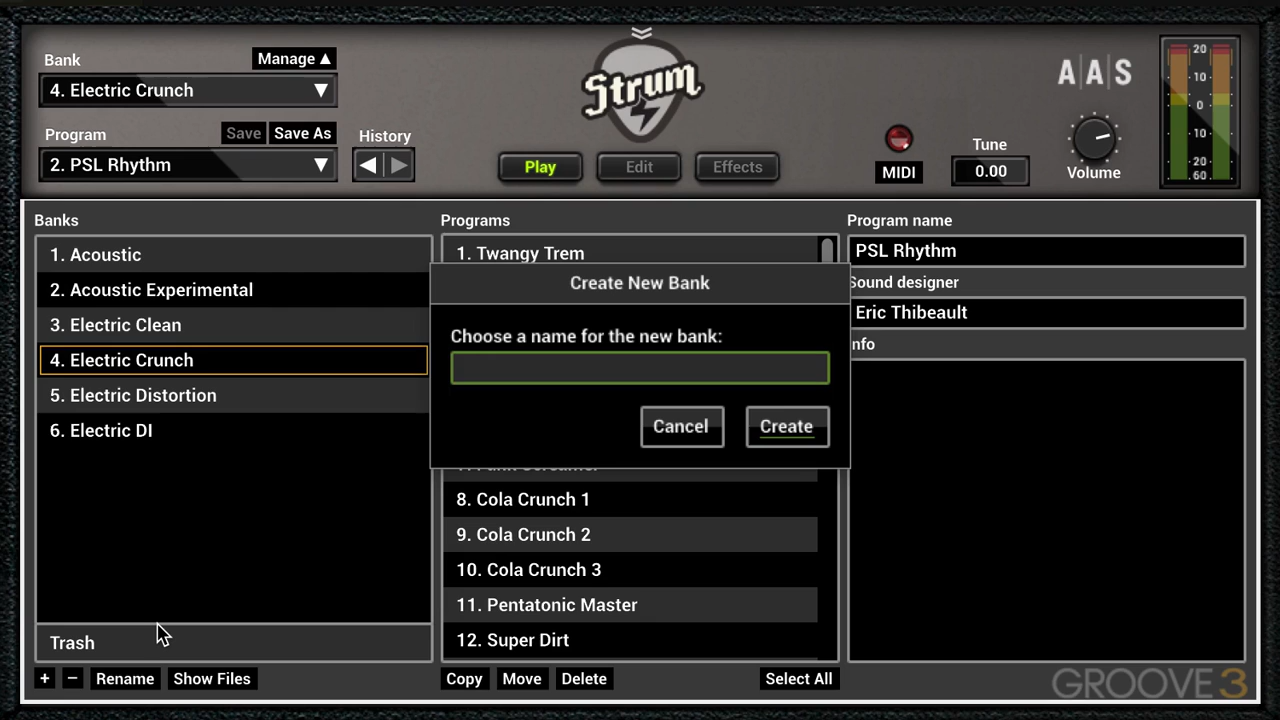 Bank
Manage ▲
4. Electric Crunch
Program
Save
Save As
2. PSL Rhythm
History
Strum
Play
Edit
Effects
MIDI
Tune
0.00
Volume
A|A|S
20
10
0
10
20
60
Banks
1. Acoustic
2. Acoustic Experimental
3. Electric Clean
4. Electric Crunch
5. Electric Distortion
6. Electric DI
Trash
+
−
Rename
Show Files
Programs
1. Twangy Trem
Create New Bank
Choose a name for the new bank:
Cancel
Create
8. Cola Crunch 1
9. Cola Crunch 2
10. Cola Crunch 3
11. Pentatonic Master
12. Super Dirt
Copy
Move
Delete
Select All
Program name
PSL Rhythm
Sound designer
Eric Thibeault
nfo
GROOVE3